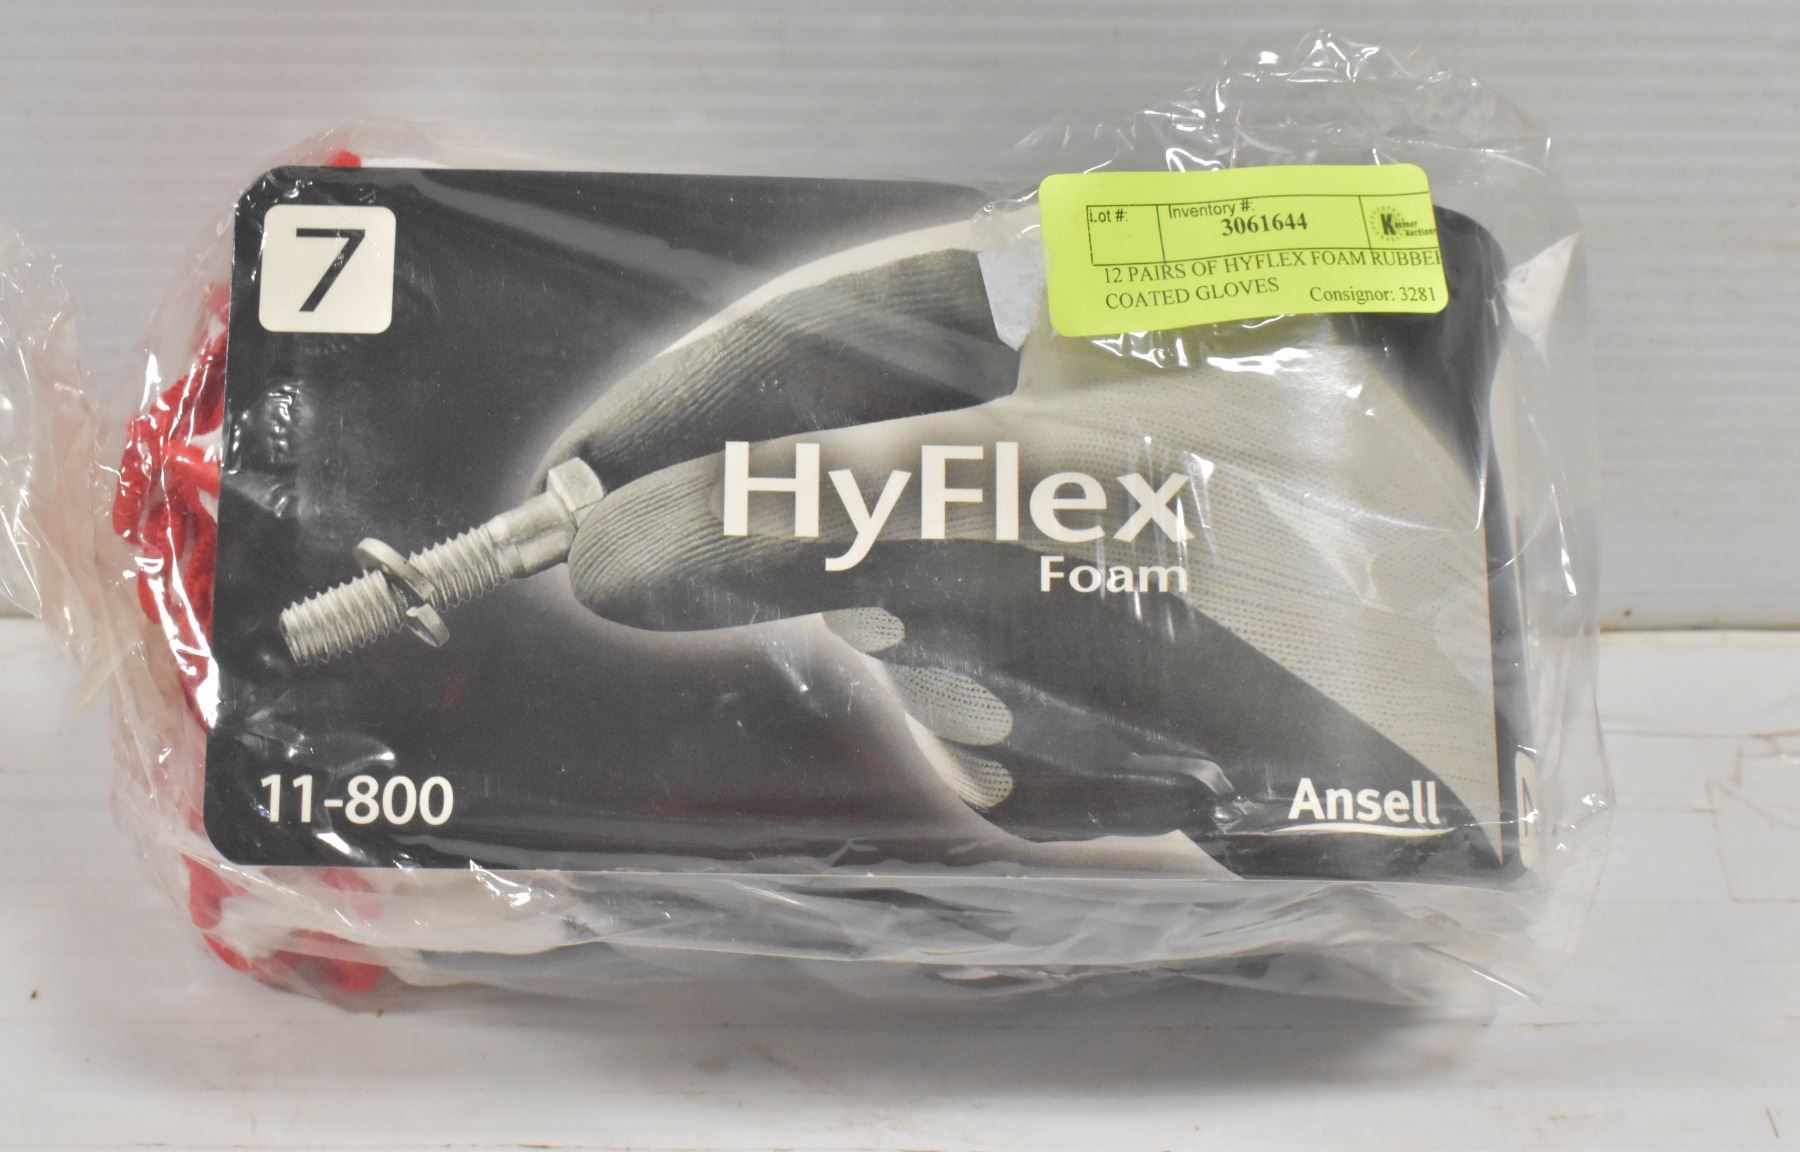 7
Lot #:
Inventory #:
3061644
12 PAIRS OF HYFLEX FOAM RUBBER
COATED GLOVES
Consignor: 3281
HyFlex
Foam
11-800
Ansell